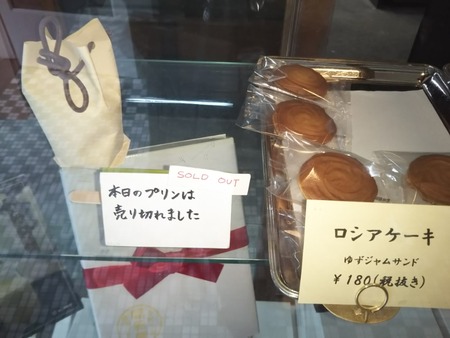 SOLD OUT
本日のプリンは
売り切れました
ロシアケーキ
ゆずジャムサンド
¥180(税抜き)